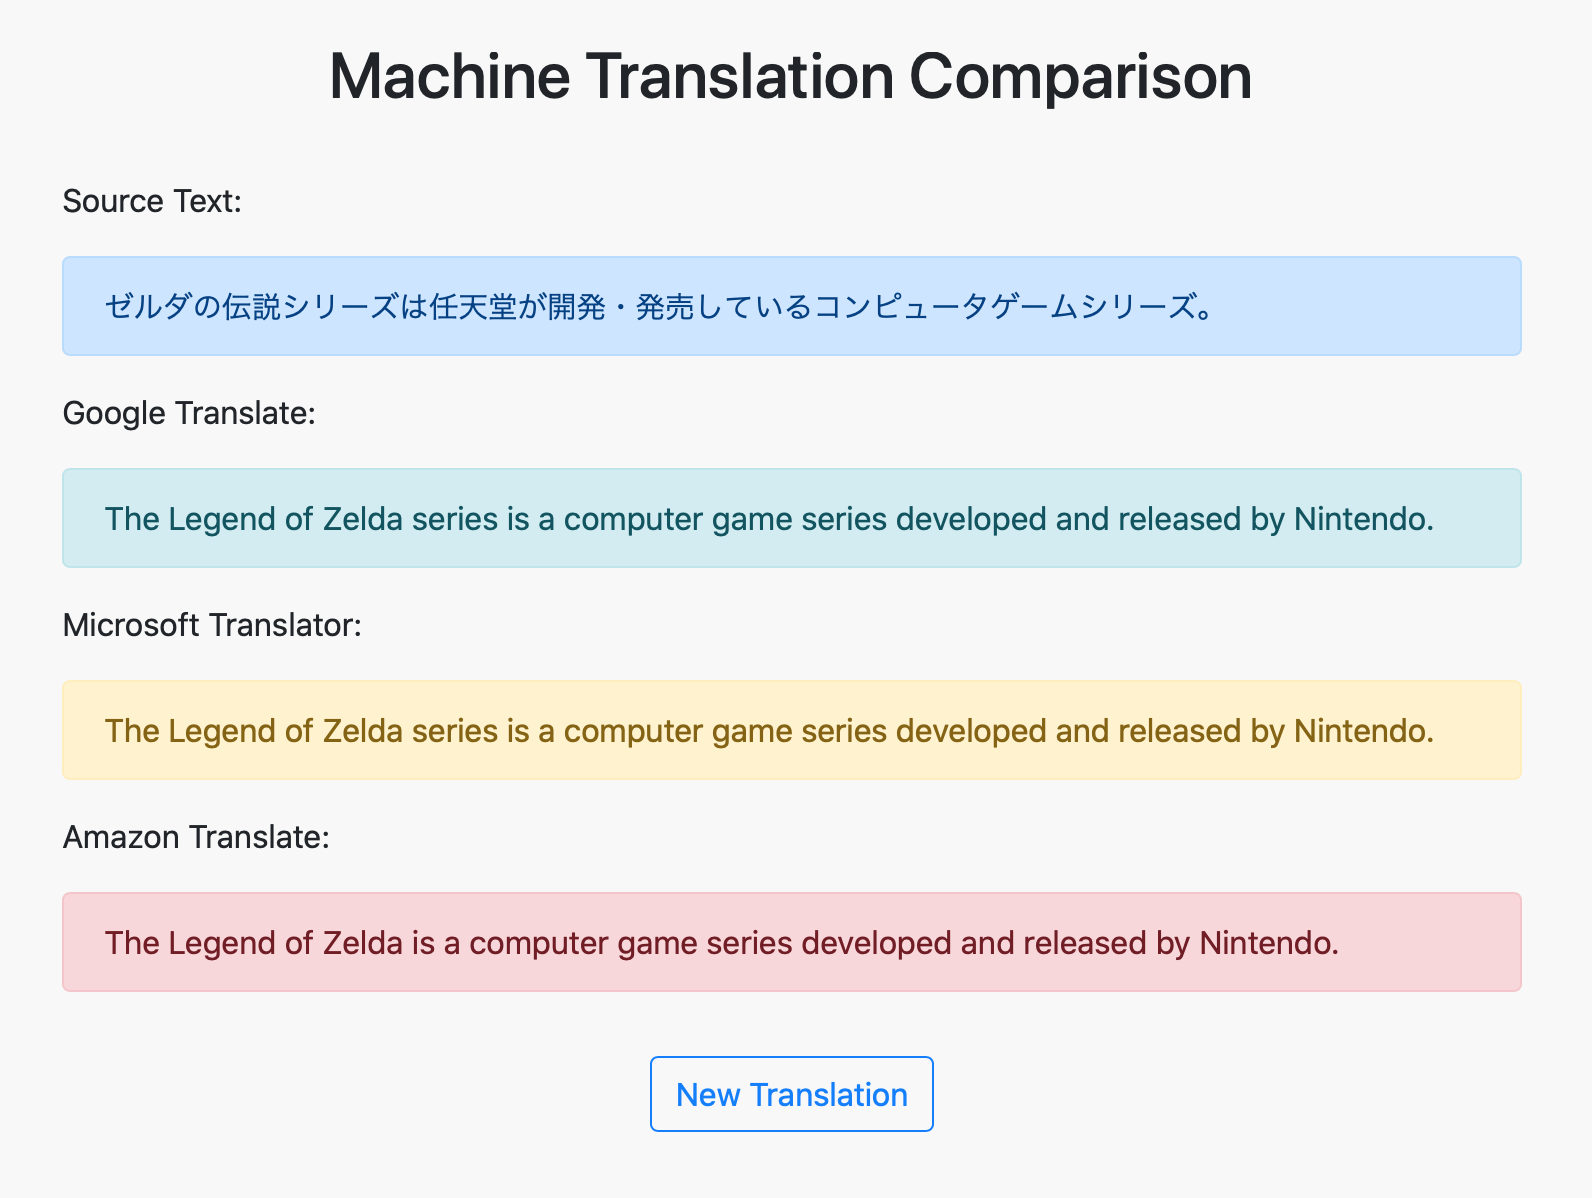 Machine Translation Comparison
Source Text:
ゼルダの伝説シリーズは任天堂が開発・発売しているコンピュータゲームシリーズ。
Google Translate:
The Legend of Zelda series is a computer game series developed and released by Nintendo.
Microsoft Translator:
The Legend of Zelda series is a computer game series developed and released by Nintendo.
Amazon Translate:
The Legend of Zelda is a computer game series developed and released by Nintendo.
New Translation